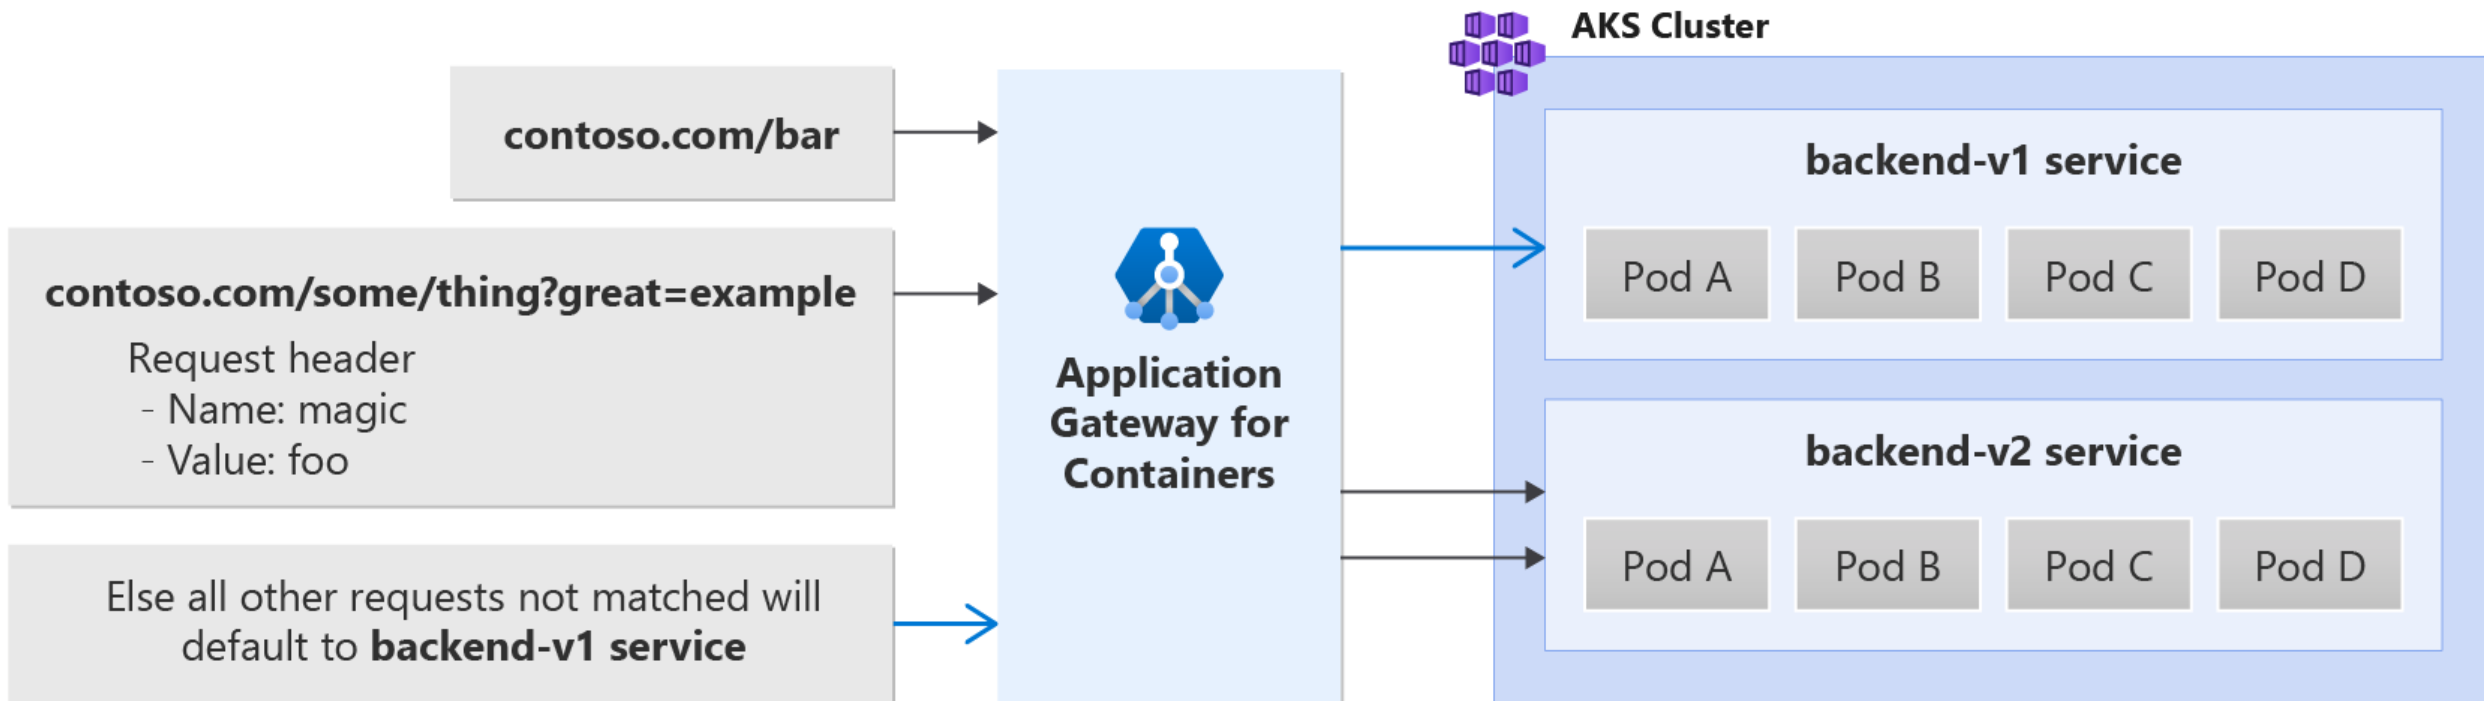 AKS Cluster
contoso.com/bar
contoso.com/some/thing?great=example
Request header
- Name: magic
- Value: foo
Else all other requests not matched will
default to backend-v1 service
Application
Gateway for
Containers
backend-v1 service
Pod A
Pod B
Pod C
Pod D
backend-v2 service
Pod A
Pod B
Pod C
Pod D